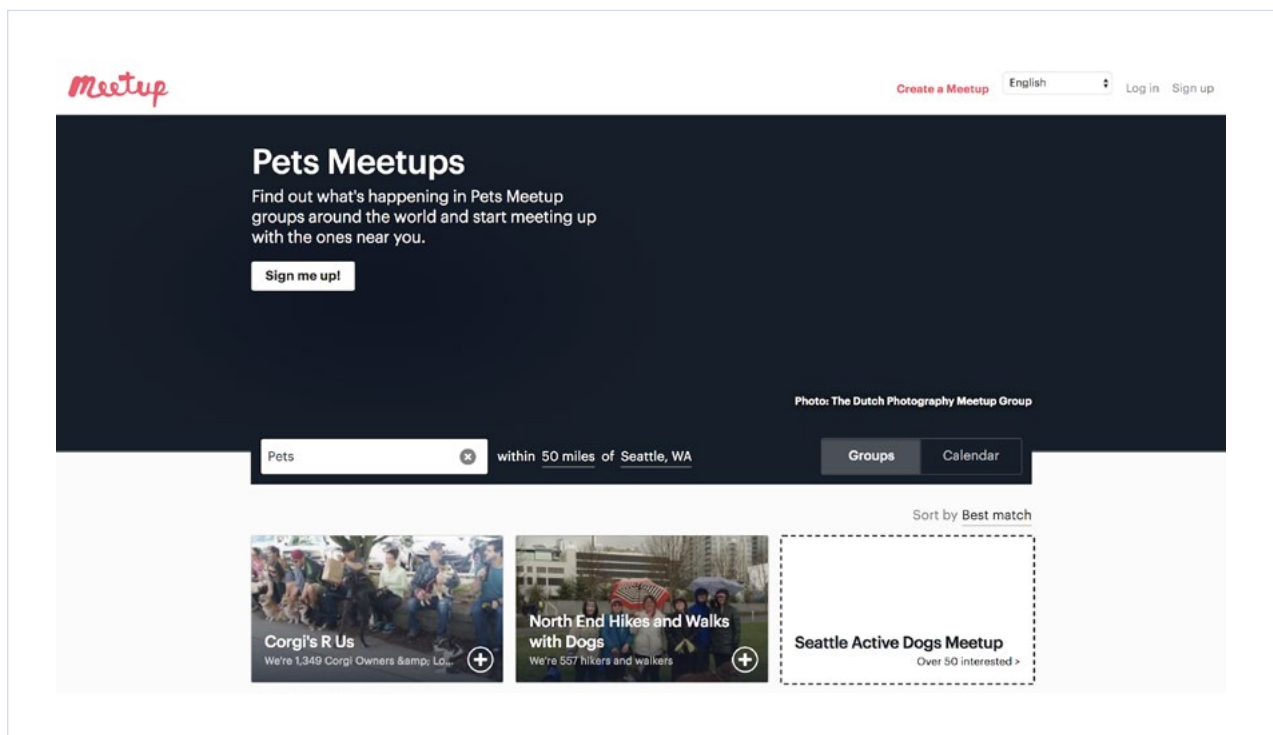 meetup
Create a Meetup English Log in Sign up
Pets Meetups
Find out what's happening in Pets Meetup
groups around the world and start meeting up
with the ones near you.
Sign me up!
Photo: The Dutch Photography Meetup Group
Pets within 50 miles of Seattle, WA Groups Calendar
Sort by Best match
Corgi's R Us
We're 1,349 Corgi Owners &amp; Lo...
North End Hikes and Walks
with Dogs
We're 557 hikers and walkers
Seattle Active Dogs Meetup
Over 50 interested >